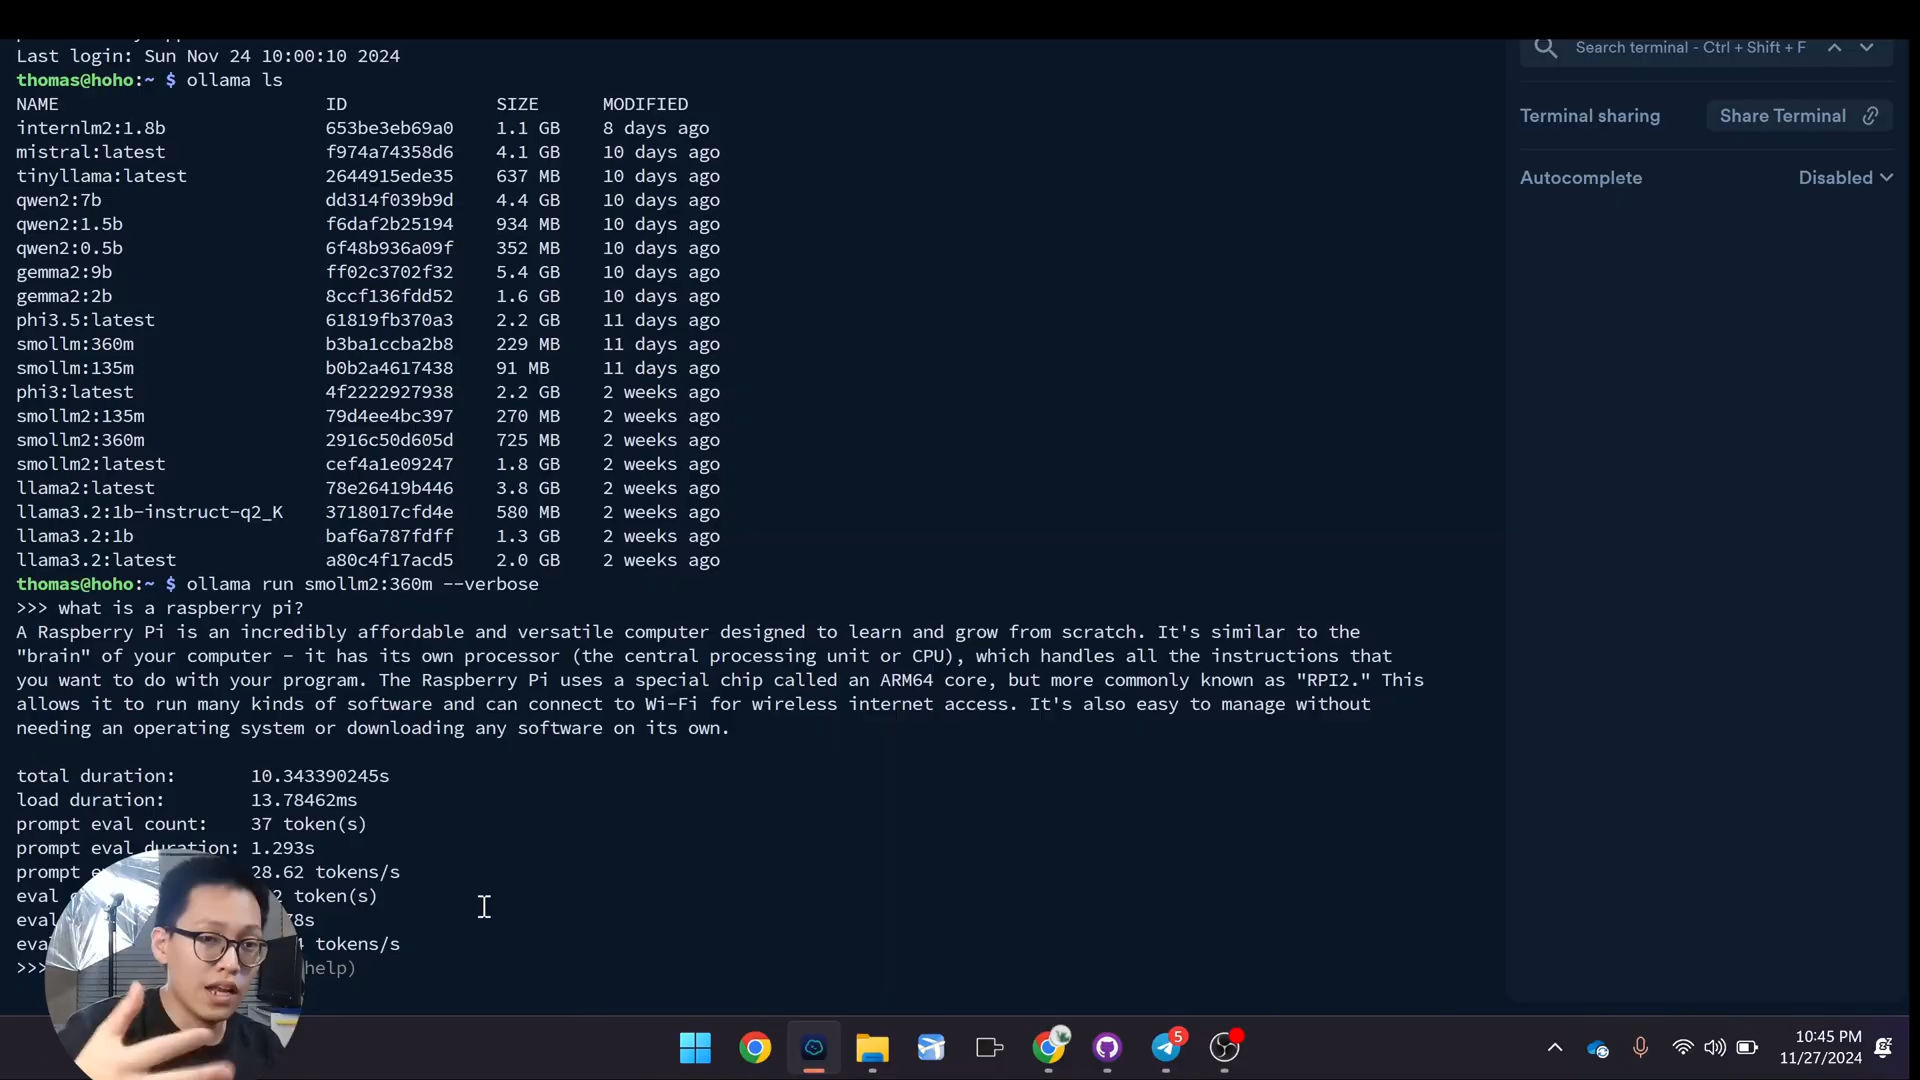 Last login: Sun Nov 24 10:00:10 2024
thomas@hoho:~ $ ollama ls
NAME ID SIZE MODIFIED
internlm2:1.8b 653be3eb69a0 1.1 GB 8 days ago
mistral:latest f974a74358d6 4.1 GB 10 days ago
tinyllama:latest 2644915ede35 637 MB 10 days ago
qwen2:7b dd314f039b9d 4.4 GB 10 days ago
qwen2:1.5b f6daf2b25194 934 MB 10 days ago
qwen2:0.5b 6f48b936a09f 352 MB 10 days ago
gemma2:9b ff02c3702f32 5.4 GB 10 days ago
gemma2:2b 8ccf136fdd52 1.6 GB 10 days ago
phi3.5:latest 61819fb370a3 2.2 GB 11 days ago
smollm:360m b3ba1ccba2b8 229 MB 11 days ago
smollm:135m b0b2a4617438 91 MB 11 days ago
phi3:latest 4f2222927938 2.2 GB 2 weeks ago
smollm2:135m 79d4ee4bc397 270 MB 2 weeks ago
smollm2:360m 2916c50d605d 725 MB 2 weeks ago
smollm2:latest cef4a1e09247 1.8 GB 2 weeks ago
llama2:latest 78e26419b446 3.8 GB 2 weeks ago
llama3.2:1b-instruct-q2_K 3718017cfd4e 580 MB 2 weeks ago
llama3.2:1b baf6a787fdff 1.3 GB 2 weeks ago
llama3.2:latest a80c4f17acd5 2.0 GB 2 weeks ago
thomas@hoho:~ $ ollama run smollm2:360m --verbose
>>> what is a raspberry pi?
A Raspberry Pi is an incredibly affordable and versatile computer designed to learn and grow from scratch. It's similar to the
"brain" of your computer - it has its own processor (the central processing unit or CPU), which handles all the instructions that
you want to do with your program. The Raspberry Pi uses a special chip called an ARM64 core, but more commonly known as "RPI2." This
allows it to run many kinds of software and can connect to Wi-Fi for wireless internet access. It's also easy to manage without
needing an operating system or downloading any software on its own.
total duration: 10.343390245s
load duration: 13.78462ms
prompt eval count: 37 token(s)
prompt eval duration: 1.293s
prompt 28.62 tokens/s
eval token(s)
eval
tokens/s
>>> help)
Search terminal - Ctrl + Shift + F
Terminal sharing Share Terminal
Autocomplete Disabled
5
10:45 PM
11/27/2024